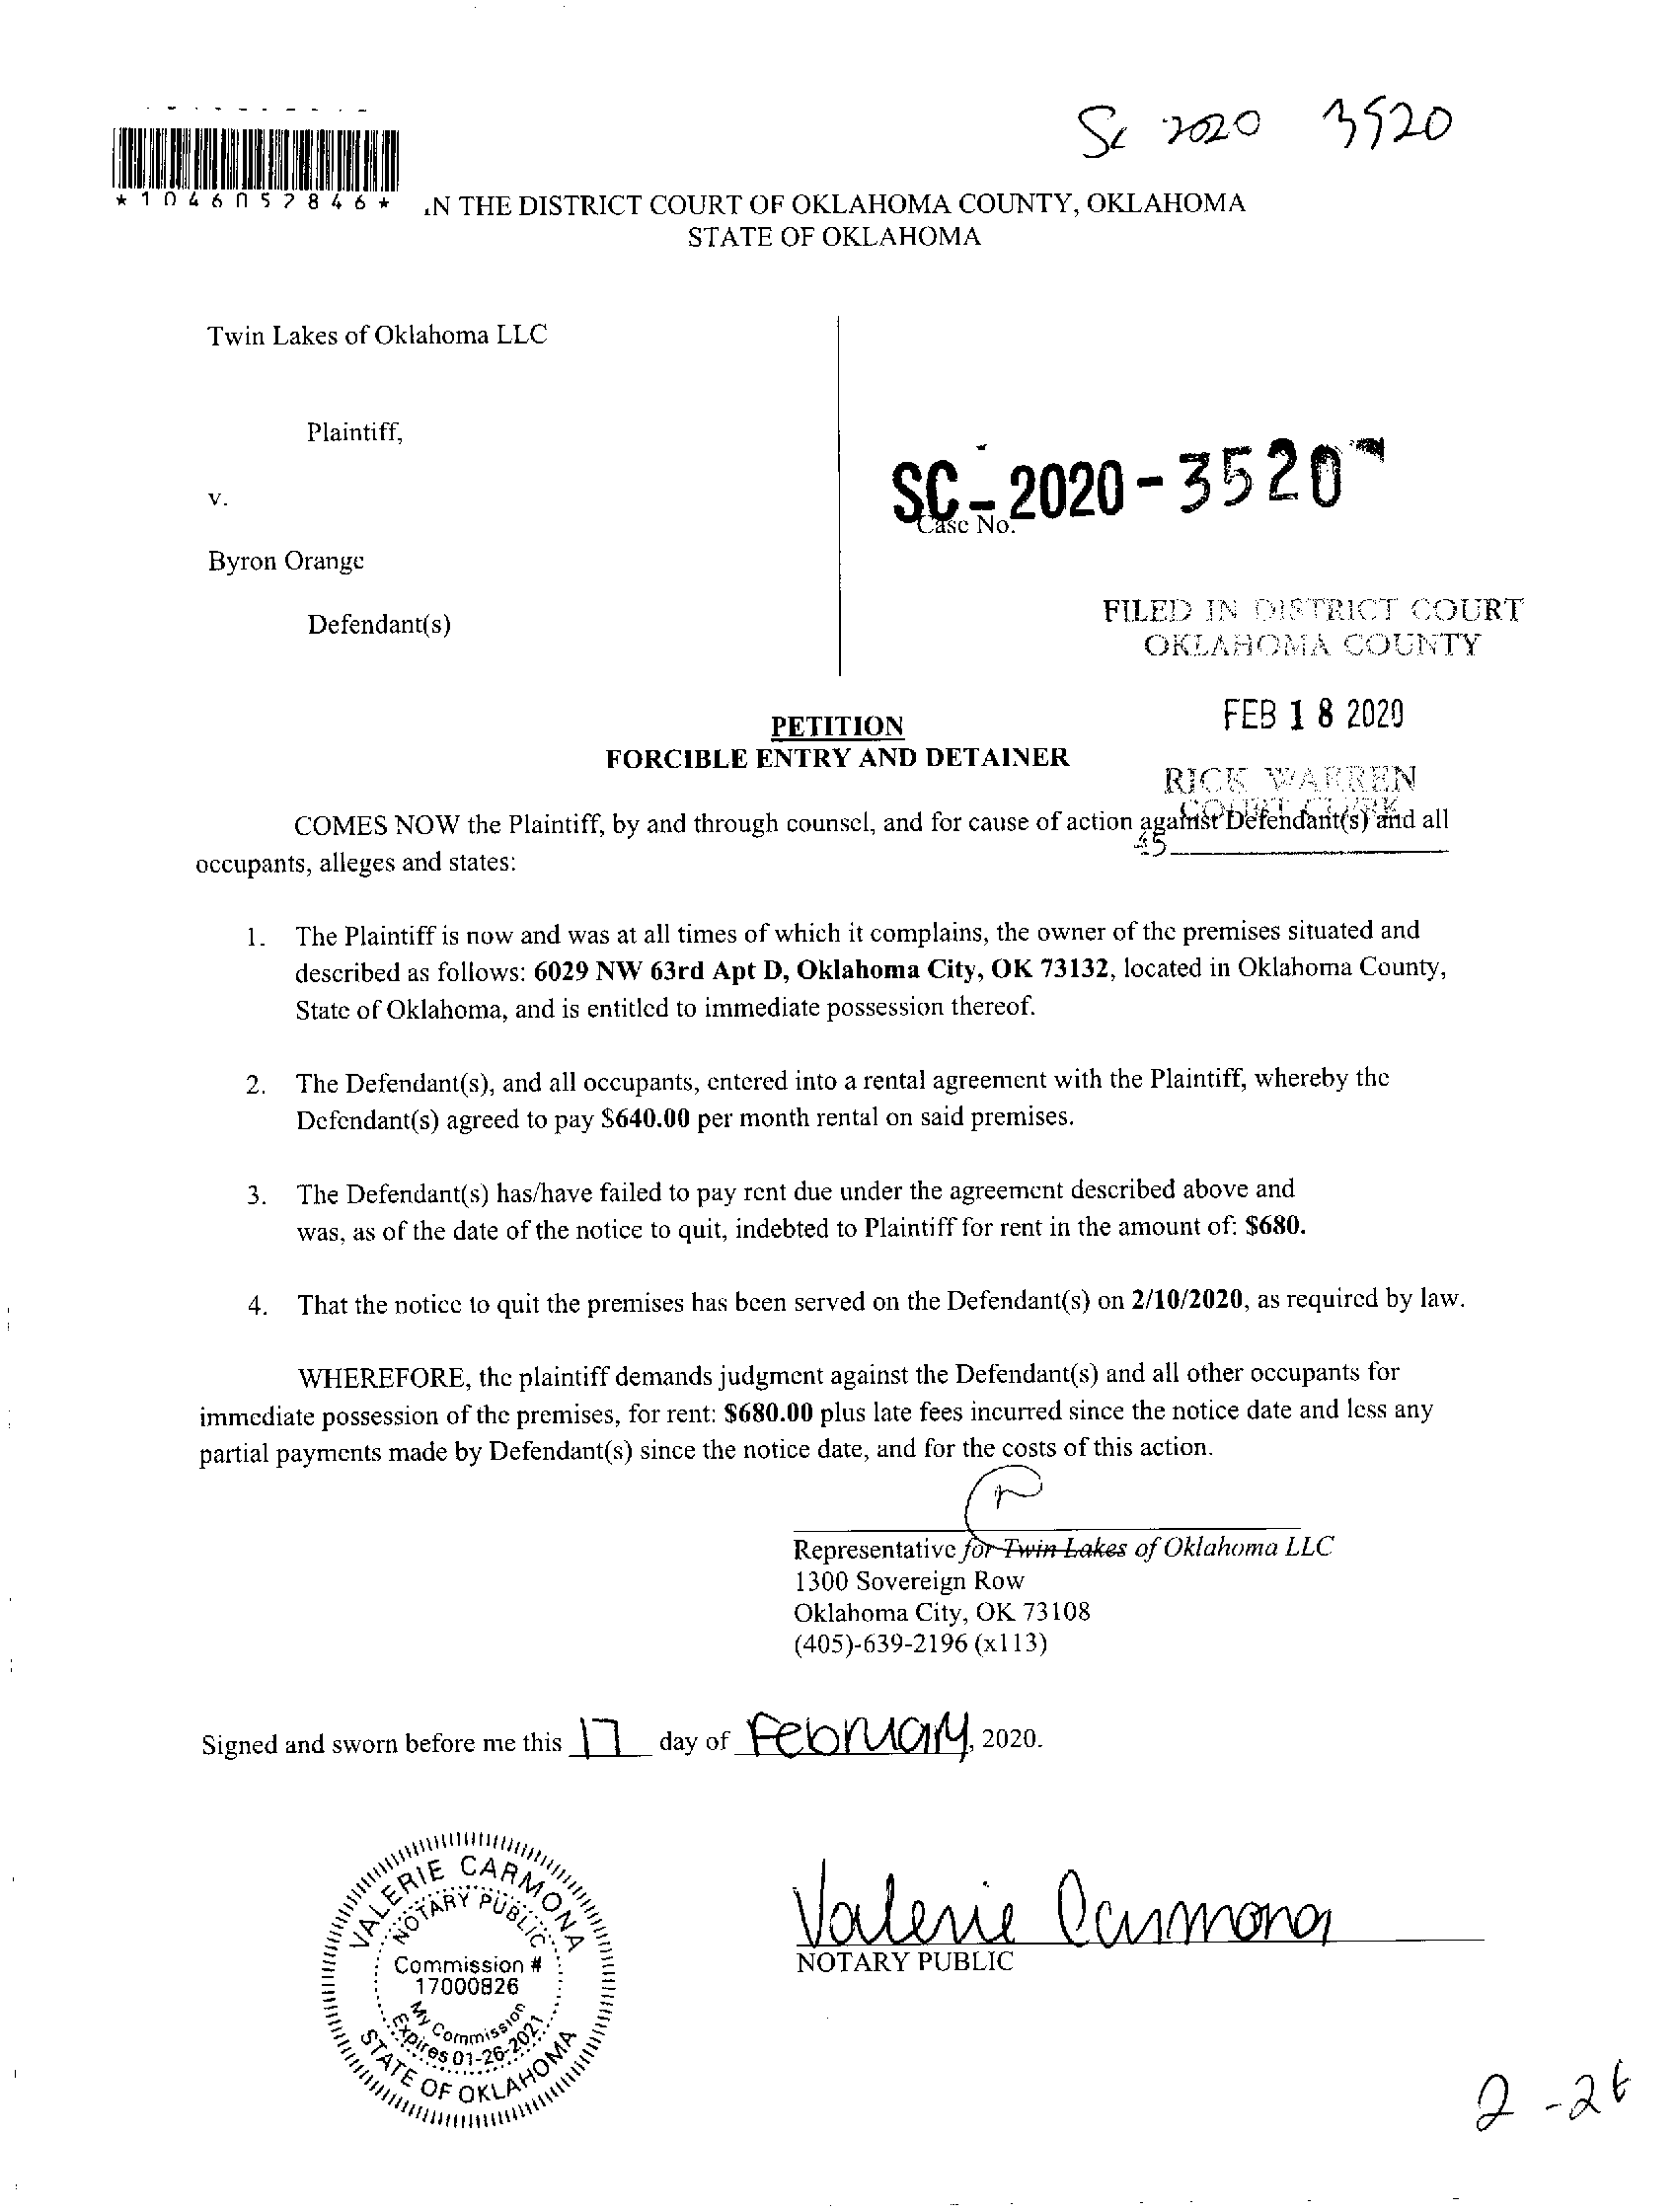 Sc 2020 3520
*1046052846*
IN THE DISTRICT COURT OF OKLAHOMA COUNTY, OKLAHOMA
STATE OF OKLAHOMA
Twin Lakes of Oklahoma LLC
Plaintiff,
v.
Byron Orange
Defendant(s)
SC-2020-3520
Case No.
FILED IN DISTRICT COURT
OKLAHOMA COUNTY
FEB 18 2020
RICK WARREN
COURT CLERK
45
PETITION
FORCIBLE ENTRY AND DETAINER
COMES NOW the Plaintiff, by and through counsel, and for cause of action against Defendant(s) and all
occupants, alleges and states:
1. The Plaintiff is now and was at all times of which it complains, the owner of the premises situated and
described as follows: 6029 NW 63rd Apt D, Oklahoma City, OK 73132, located in Oklahoma County,
State of Oklahoma, and is entitled to immediate possession thereof.
2. The Defendant(s), and all occupants, entered into a rental agreement with the Plaintiff, whereby the
Defendant(s) agreed to pay $640.00 per month rental on said premises.
3. The Defendant(s) has/have failed to pay rent due under the agreement described above and
was, as of the date of the notice to quit, indebted to Plaintiff for rent in the amount of: $680.
4. That the notice to quit the premises has been served on the Defendant(s) on 2/10/2020, as required by law.
WHEREFORE, the plaintiff demands judgment against the Defendant(s) and all other occupants for
immediate possession of the premises, for rent: $680.00 plus late fees incurred since the notice date and less any
partial payments made by Defendant(s) since the notice date, and for the costs of this action.
Representative for Twin Lakes of Oklahoma LLC
1300 Sovereign Row
Oklahoma City, OK 73108
(405)-639-2196 (x113)
Signed and sworn before me this 17 day of February, 2020.
VALERIE CARMONA
NOTARY PUBLIC
Commission #
17000826
My Commission
Expires 01-26-2021
STATE OF OKLAHOMA
Valerie Carmona
NOTARY PUBLIC
2-26